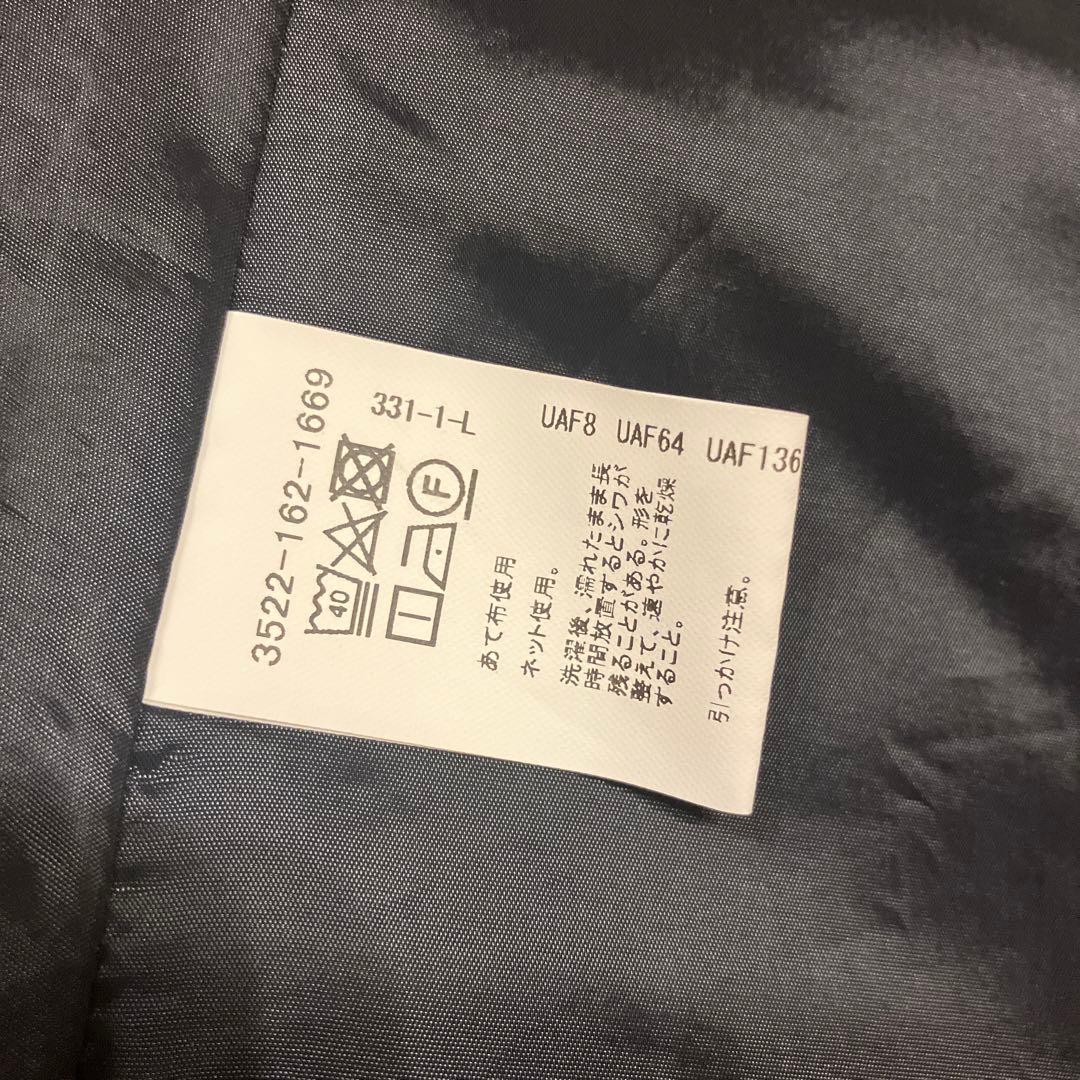 3522-162-1669
331-1-L
40
F
あて布使用
ネット使用。
洗濯後、濡れたまま長
時間放置するとシワが
残ることがある。形を
整えて、速やかに乾燥
すること。
引つかけ注意。
UAF8 UAF64 UAF136